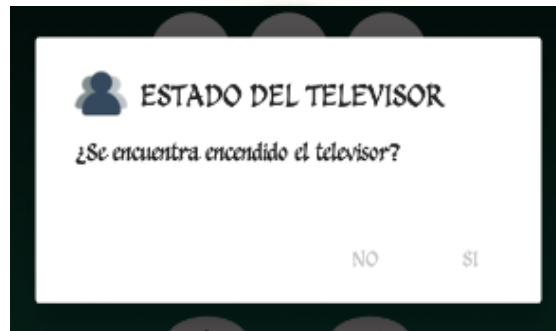 ESTADO DEL TELEVISOR
¿Se encuentra encendido el televisor?
NO SI